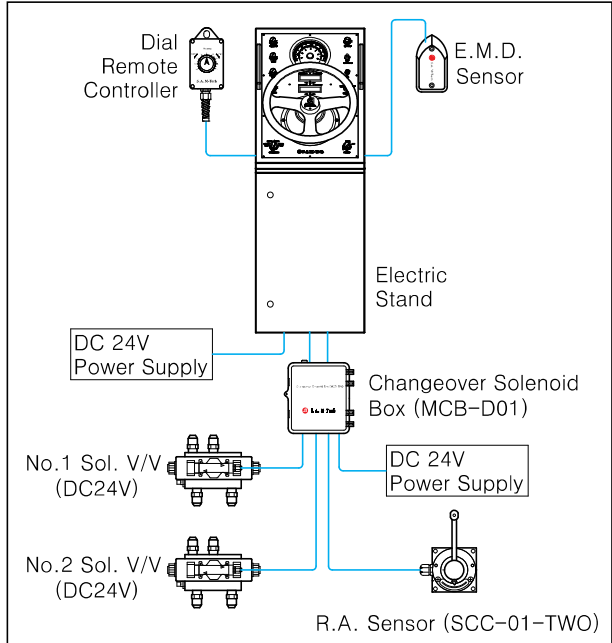 Dial
Remote
Controller
E.M.D.
Sensor
Electric
Stand
DC 24V
Power Supply
Changeover Solenoid
Box (MCB-D01)
No.1 Sol. V/V
(DC24V)
DC 24V
Power Supply
No.2 Sol. V/V
(DC24V)
R.A. Sensor (SCC-01-TWO)